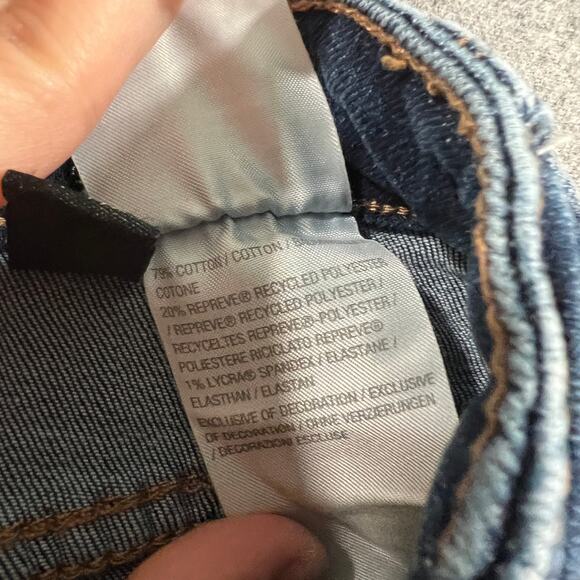 79% COTTON / COTTON /
COTONE
20% REPREVE® RECYCLED POLYESTER
/ REPREVE® RECYCLED POLYESTER /
RECYCELTES REPREVE®-POLYESTER /
POLIESTERE RICICLATO REPREVE®
1% LYCRA® SPANDEX / ELASTANE /
ELASTHAN / ELASTAN
EXCLUSIVE OF DECORATION / EXCLUSIVE
OF DECORATION / OHNE VERZIERUNGEN
/ DECORAZIONI ESCLUSE